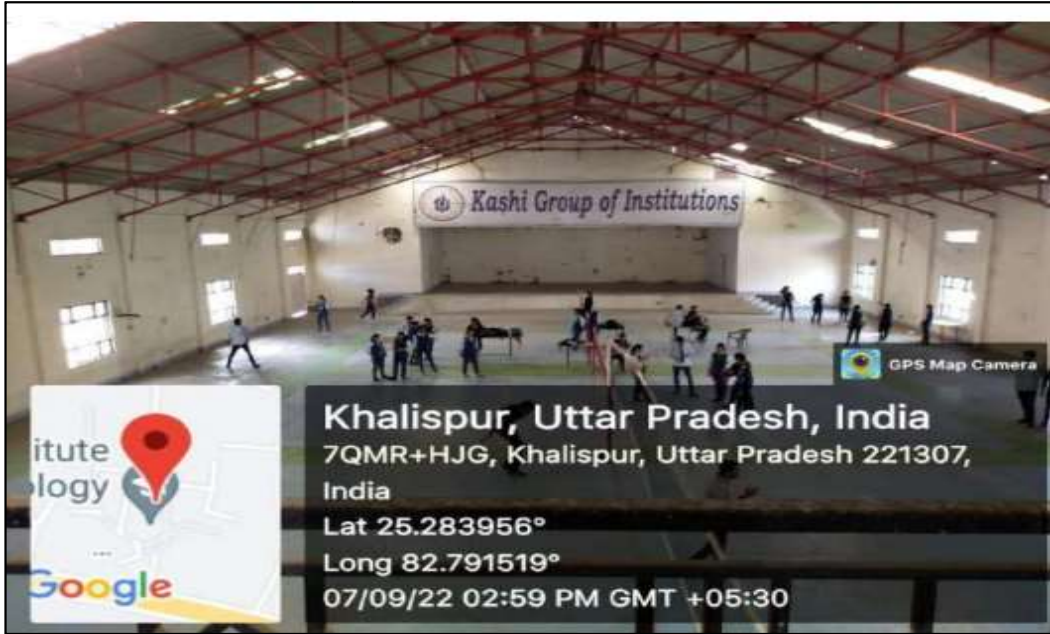 Kashi Group of Institutions
GPS Map Camera
itute
ology
Google
Khalispur, Uttar Pradesh, India
7QMR+HJG, Khalispur, Uttar Pradesh 221307,
India
Lat 25.283956°
Long 82.791519°
07/09/22 02:59 PM GMT +05:30